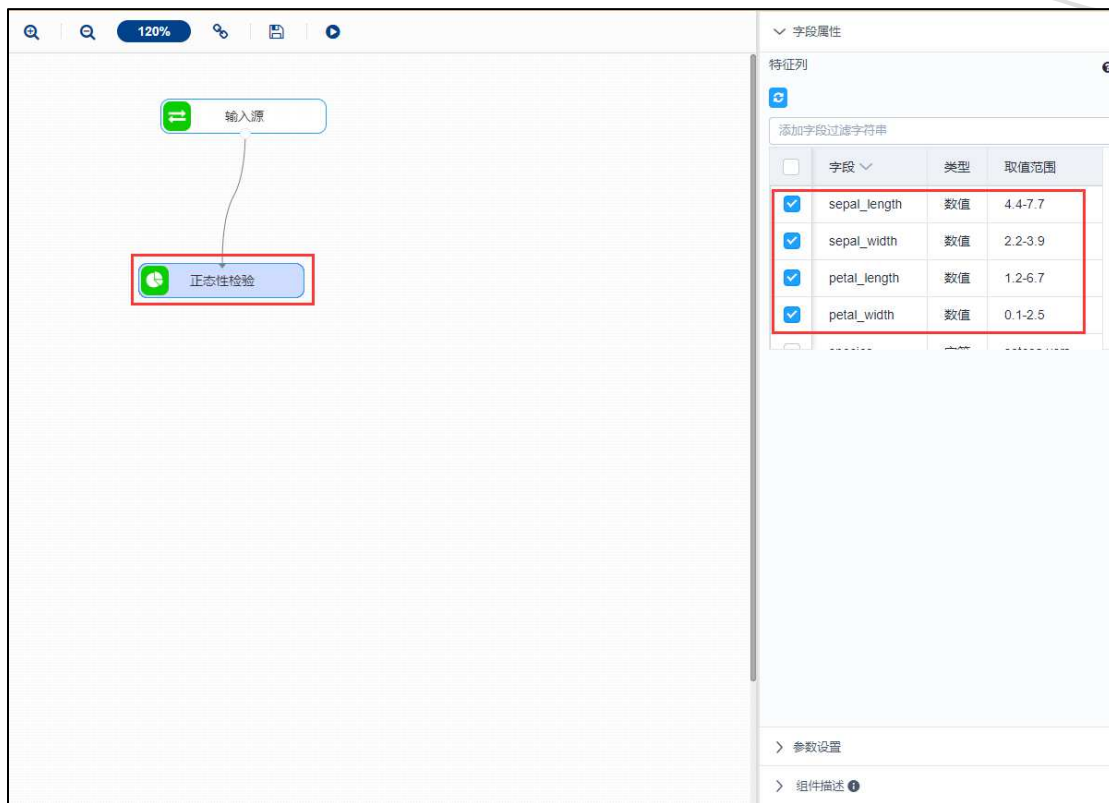 120%
字段属性
特征列
输入源
添加字段过滤字符串
字段 类型 取值范围
sepal_length 数值 4.4-7.7
sepal_width 数值 2.2-3.9
正态性检验
petal_length 数值 1.2-6.7
petal_width 数值 0.1-2.5
参数设置
组件描述